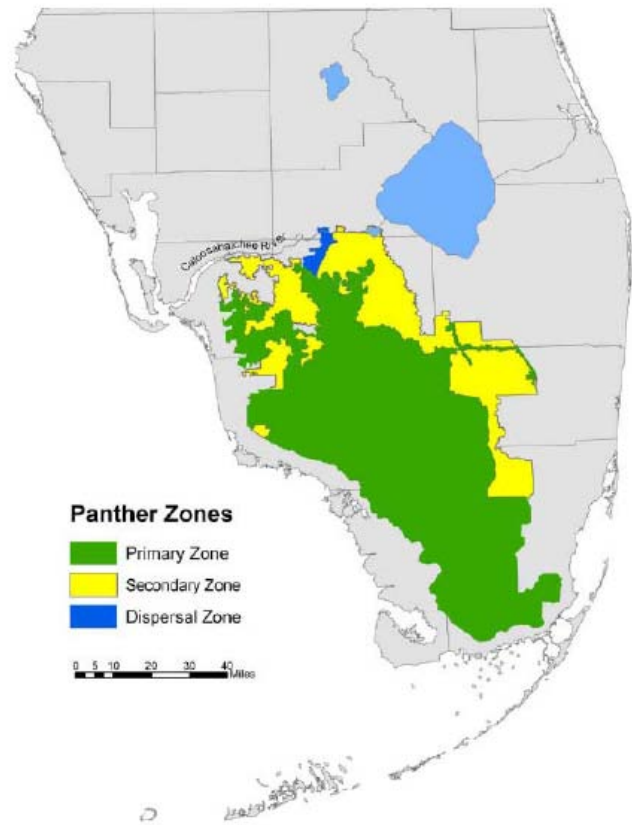 Caloosahatchee River
Panther Zones
Primary Zone
Secondary Zone
Dispersal Zone
0 5 10 20 30 40
Miles